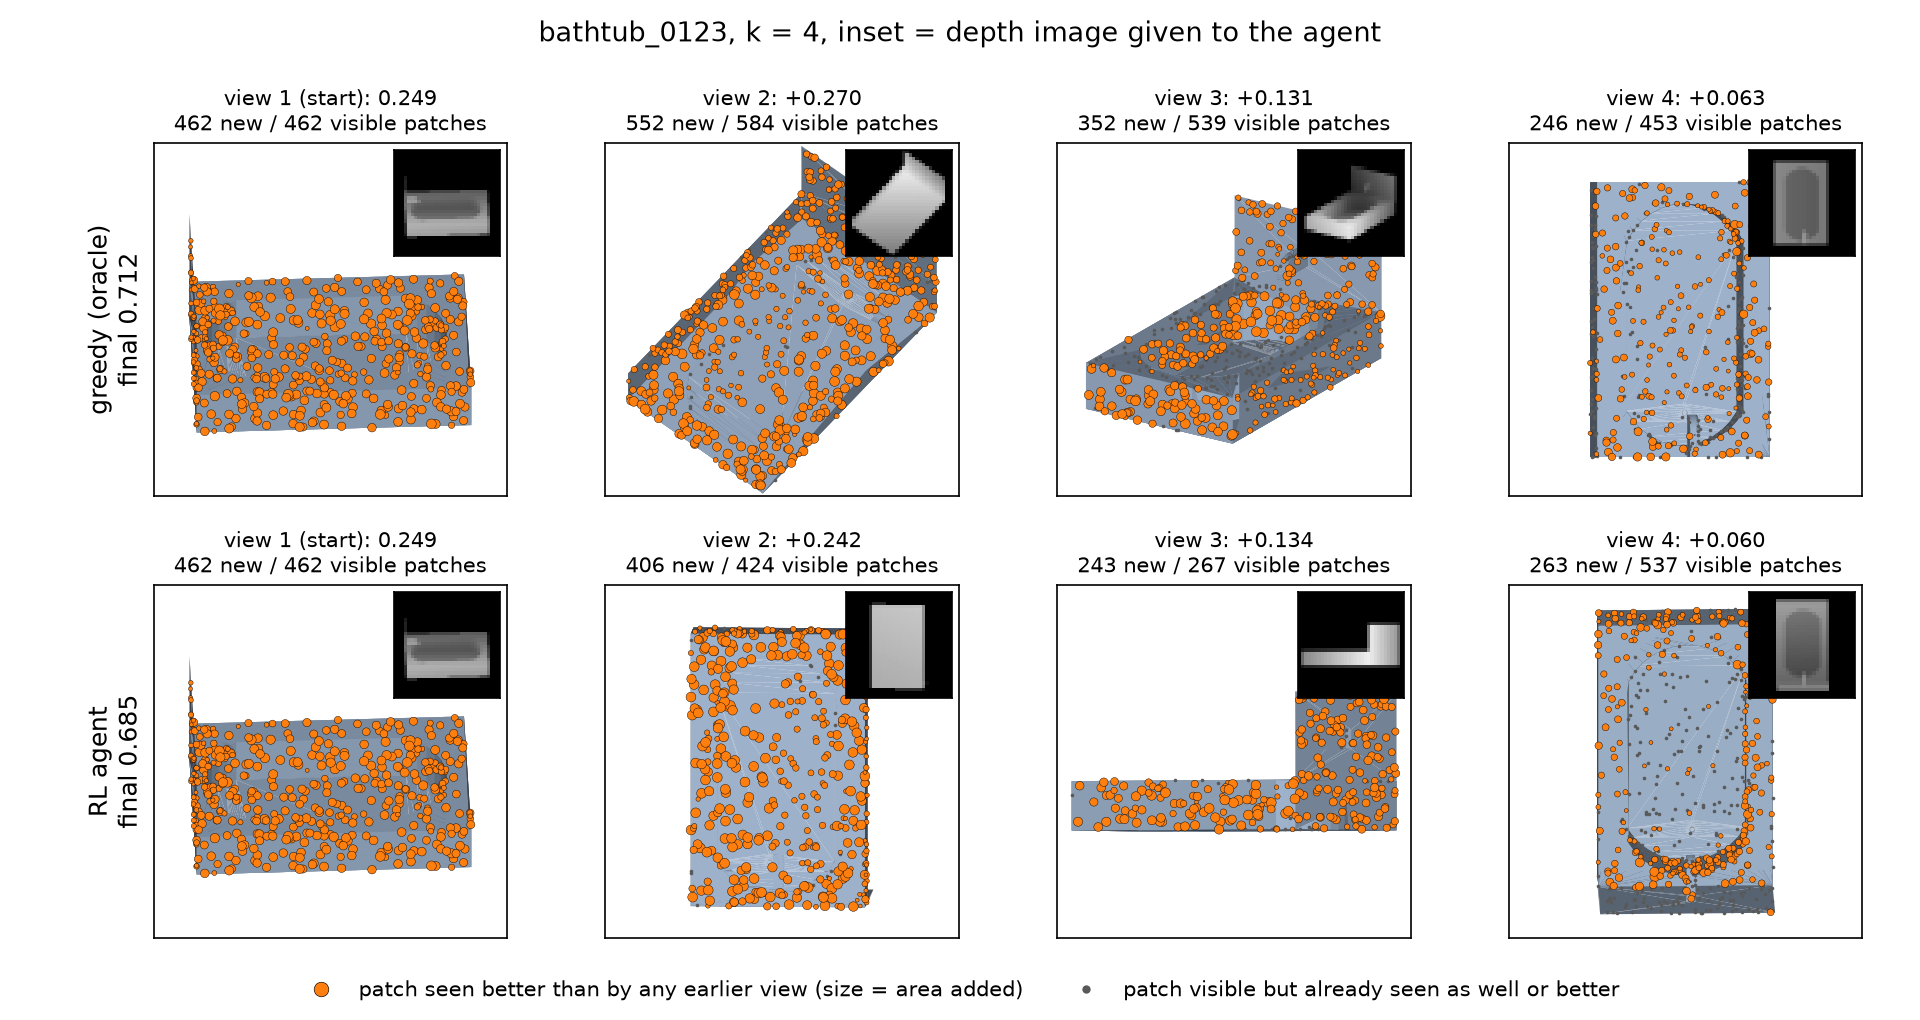 bathtub_0123, k = 4, inset = depth image given to the agent
view 1 (start): 0.249
462 new / 462 visible patches
view 2: +0.270
552 new / 584 visible patches
view 3: +0.131
352 new / 539 visible patches
view 4: +0.063
246 new / 453 visible patches
greedy (oracle)
final 0.712
view 1 (start): 0.249
462 new / 462 visible patches
view 2: +0.242
406 new / 424 visible patches
view 3: +0.134
243 new / 267 visible patches
view 4: +0.060
263 new / 537 visible patches
RL agent
final 0.685
patch seen better than by any earlier view (size = area added)
patch visible but already seen as well or better